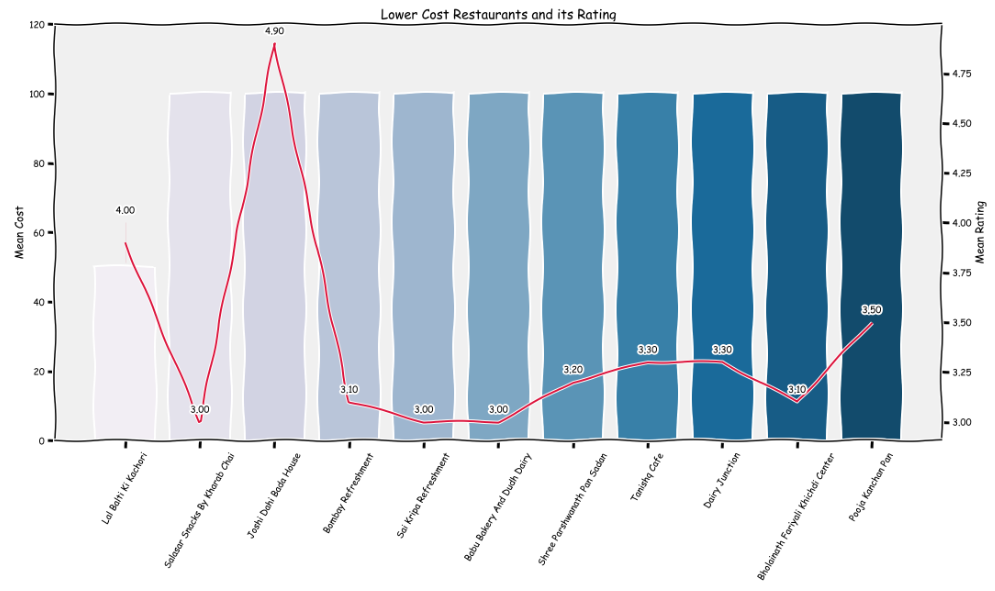 Lower Cost Restaurants and its Rating
120
100
80
60
40
20
0
Mean Cost
4.00
3.00
4.90
3.10
3.00
3.00
3.20
3.30
3.30
3.10
3.50
4.75
4.50
4.25
4.00
3.75
3.50
3.25
3.00
Mean Rating
Lal Balti Ki Kachori
Salasar Snacks By Kharab Chai
Joshi Dahi Bada House
Bombay Refreshment
Sai Kripa Refreshment
Babu Bakery And Dudh Dairy
Shree Parshwanath Pan Sadan
Tanishq Cafe
Dairy Junction
Bholainath Fariyali Khichdi Center
Pooja Kanchan Pan